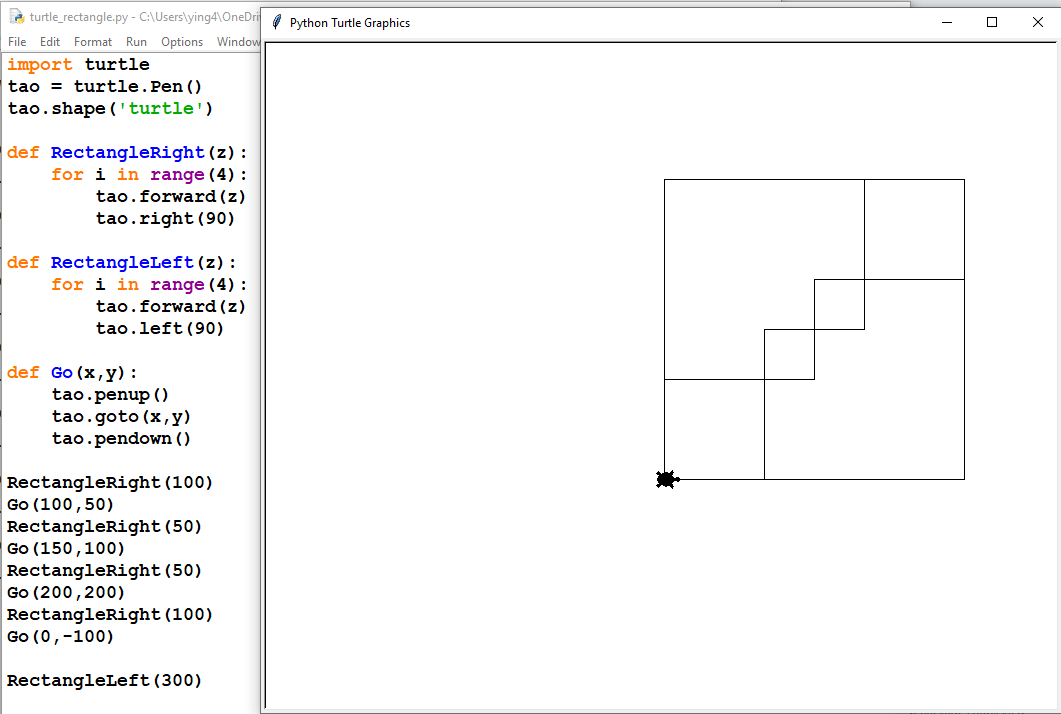 turtle_rectangle.py - C:\Users\ying4\OneDri
File Edit Format Run Options Window
import turtle
tao = turtle.Pen()
tao.shape('turtle')
def RectangleRight(z):
    for i in range(4):
        tao.forward(z)
        tao.right(90)
def RectangleLeft(z):
    for i in range(4):
        tao.forward(z)
        tao.left(90)
def Go(x,y):
    tao.penup()
    tao.goto(x,y)
    tao.pendown()
RectangleRight(100)
Go(100,50)
RectangleRight(50)
Go(150,100)
RectangleRight(50)
Go(200,200)
RectangleRight(100)
Go(0,-100)
RectangleLeft(300)
Python Turtle Graphics